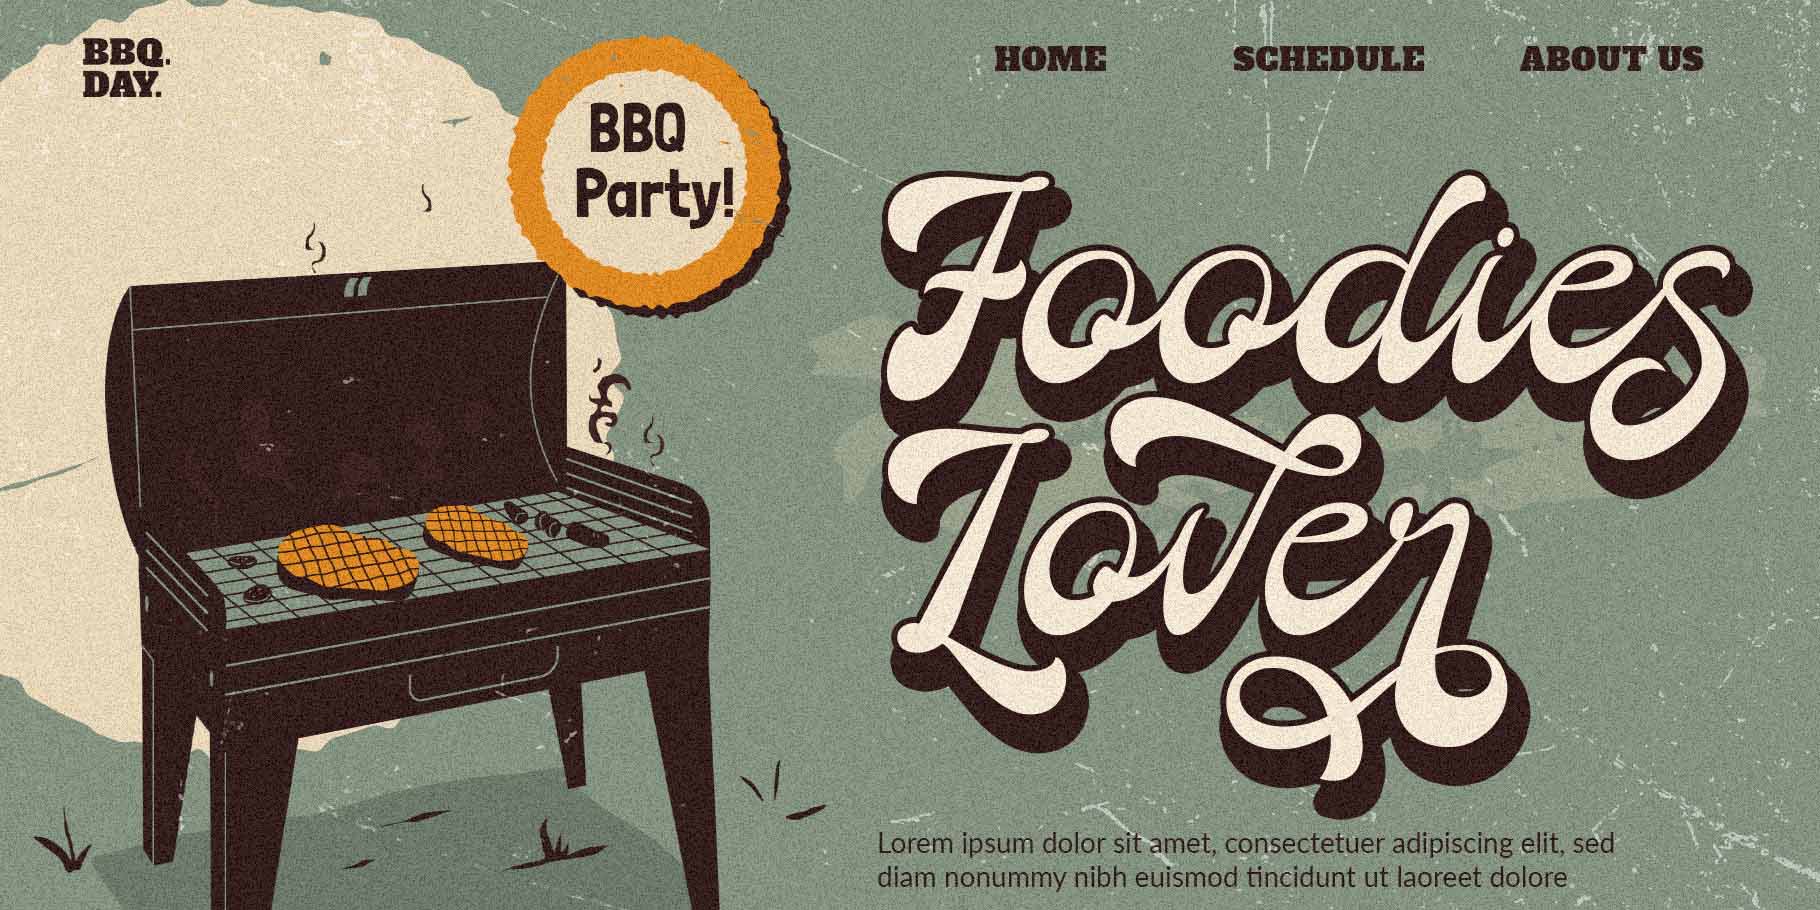 BBQ.
DAY.
HOME SCHEDULE ABOUT US
BBQ
Party!
Foodies
Lover
Lorem ipsum dolor sit amet, consectetuer adipiscing elit, sed
diam nonummy nibh euismod tincidunt ut laoreet dolore